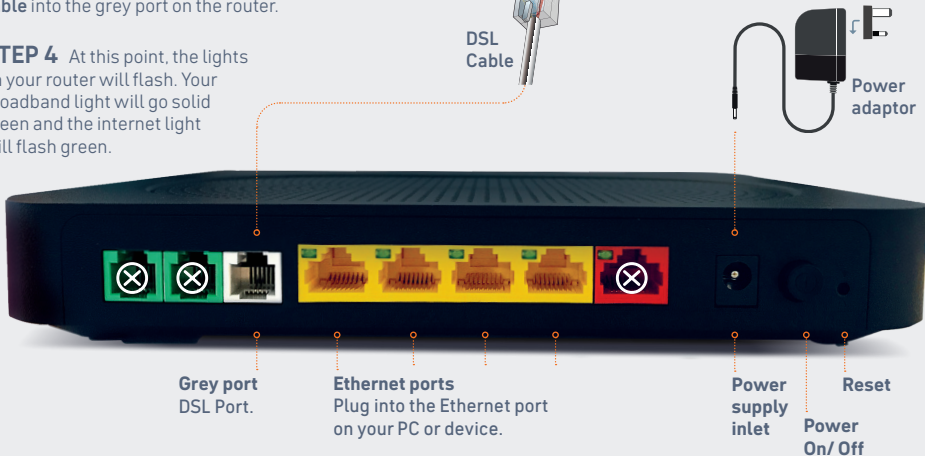 able into the grey port on the router.
TEP 4 At this point, the lights
your router will flash. Your
oadband light will go solid
een and the internet light
ill flash green.
DSL
Cable
Power
adaptor
Grey port
DSL Port.
Ethernet ports
Plug into the Ethernet port
on your PC or device.
Power
supply
inlet
Power
On/ Off
Reset